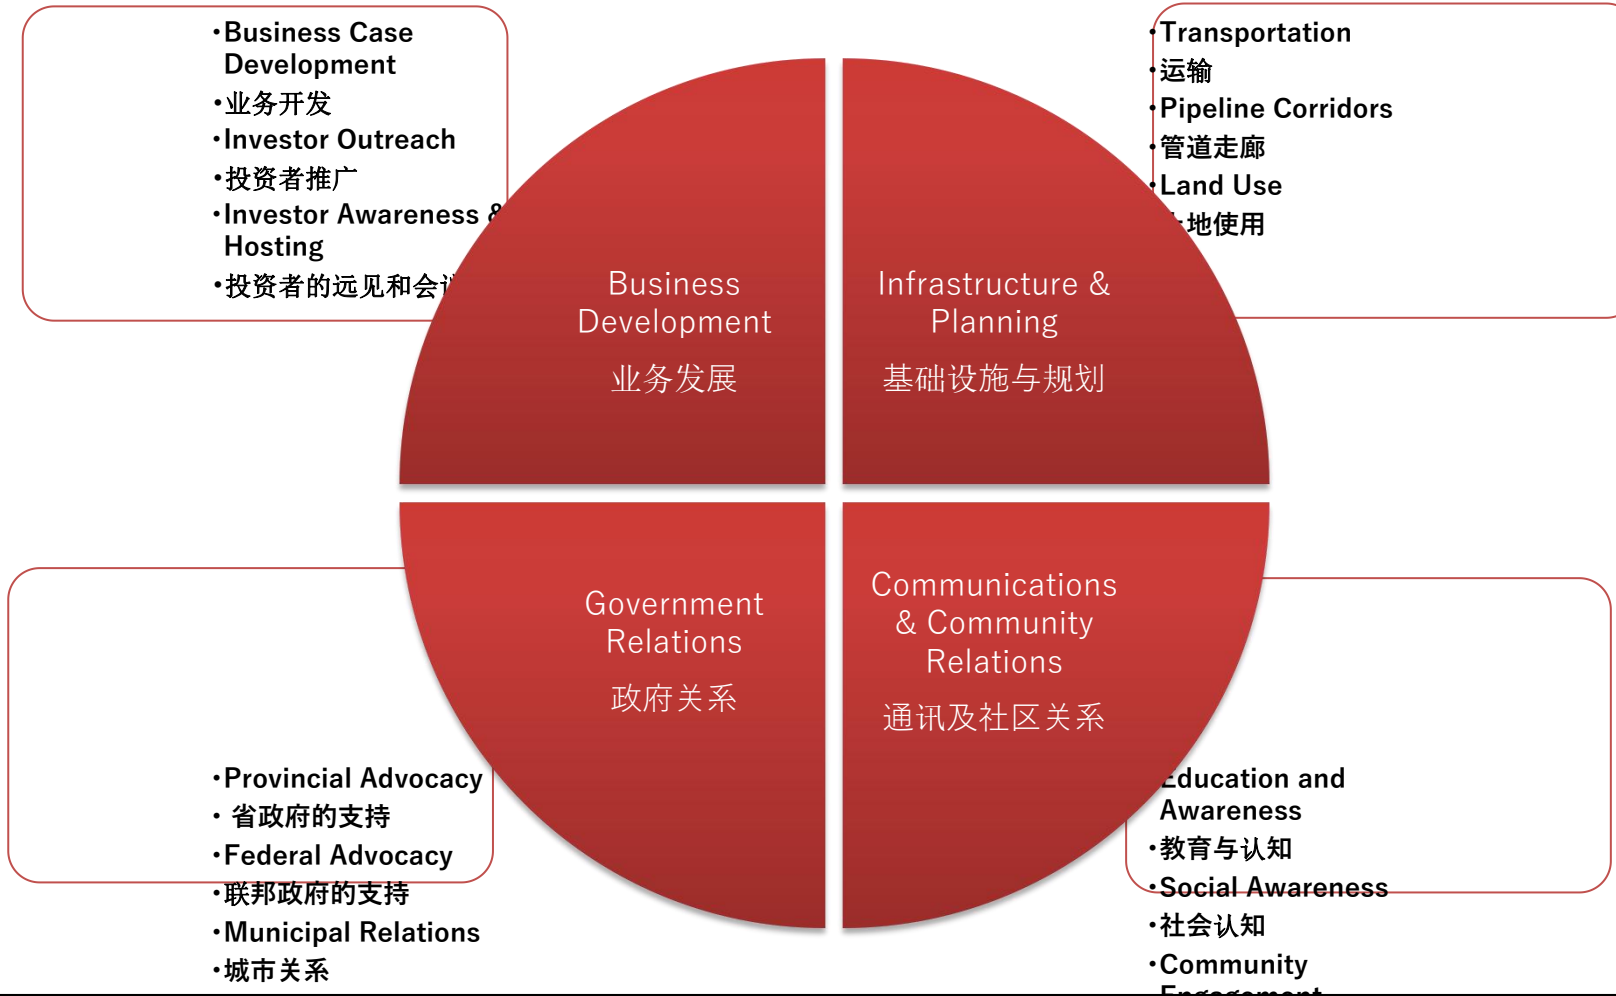 •Business Case
Development
•业务开发
•Investor Outreach
•投资者推广
•Investor Awareness &
Hosting
•投资者的远见和会
•Transportation
•运输
•Pipeline Corridors
•管道走廊
•Land Use
地使用
Business
Development
业务发展
Infrastructure &
Planning
基础设施与规划
Government
Relations
政府关系
Communications
& Community
Relations
通讯及社区关系
•Provincial Advocacy
• 省政府的支持
•Federal Advocacy
•联邦政府的支持
•Municipal Relations
•城市关系
Education and
Awareness
•教育与认知
•Social Awareness
•社会认知
•Community
Engagement